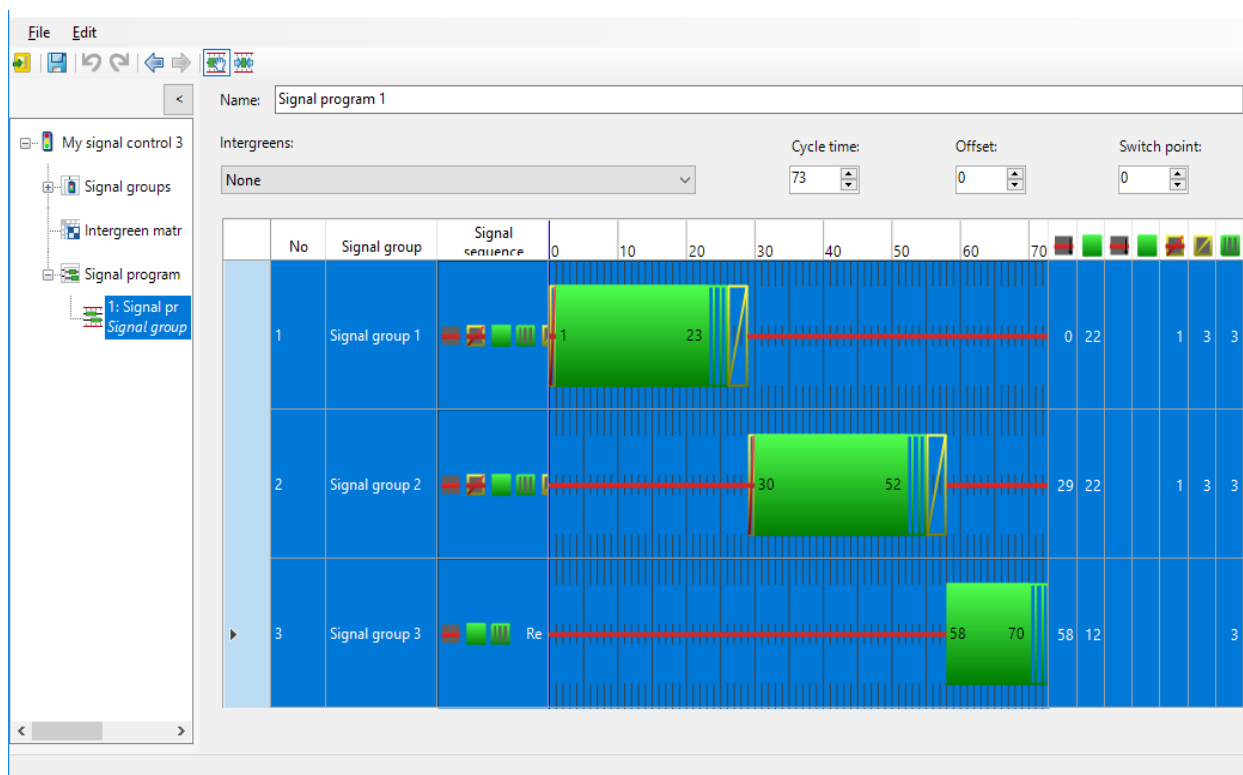 File Edit
<
Name: Signal program 1
My signal control 3
Signal groups
Intergreen matr
Signal program
1: Signal pr
Signal group
Intergreens:
None
Cycle time:
73
Offset:
0
Switch point:
0
No Signal group Signal
sequence 0 10 20 30 40 50 60 70
1 Signal group 1 1 23 0 22 1 3 3
2 Signal group 2 30 52 29 22 1 3 3
3 Signal group 3 Re 58 70 58 12 3
< >